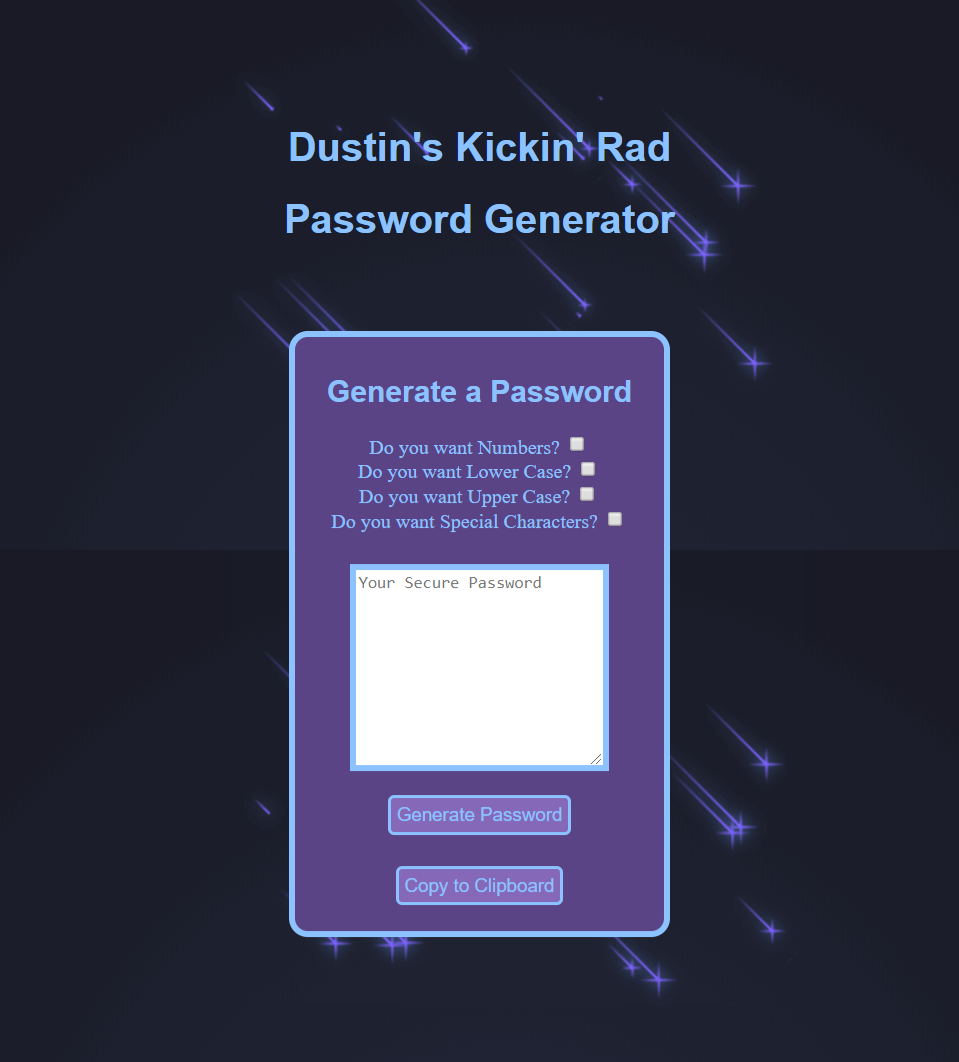 Dustin's Kickin' Rad
Password Generator
Generate a Password
Do you want Numbers?
Do you want Lower Case?
Do you want Upper Case?
Do you want Special Characters?
Your Secure Password
Generate Password
Copy to Clipboard